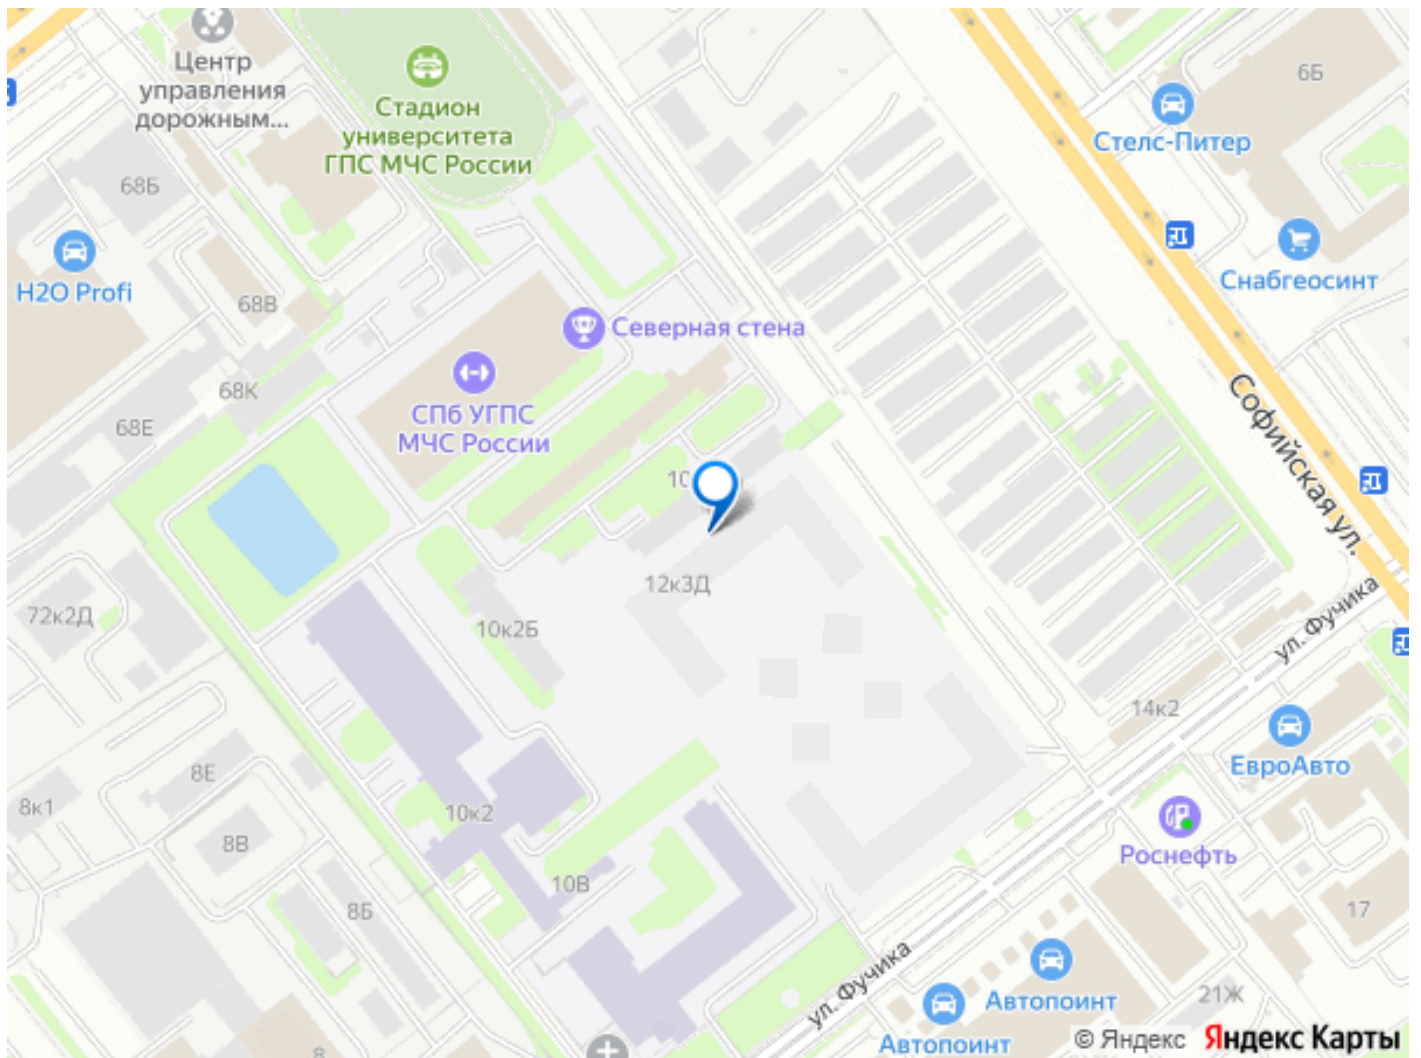 Центр
управления
дорожным...
Стадион
университета
ГПС МЧС России
6Б
Стелс-Питер
68Б
H2O Profi
68В
Снабгеосинт
Северная стена
СПб УГПС
МЧС России
68К
68Е
Софийская ул.
10
12к3Д
72к2Д
10к2Б
ул. Фучика
14к2
ЕвроАвто
8Е
8к1
10к2
8В
Роснефть
10В
8Б
17
ул. Фучика
Автопоинт
21Ж
Автопоинт
8
© Яндекс Яндекс Карты